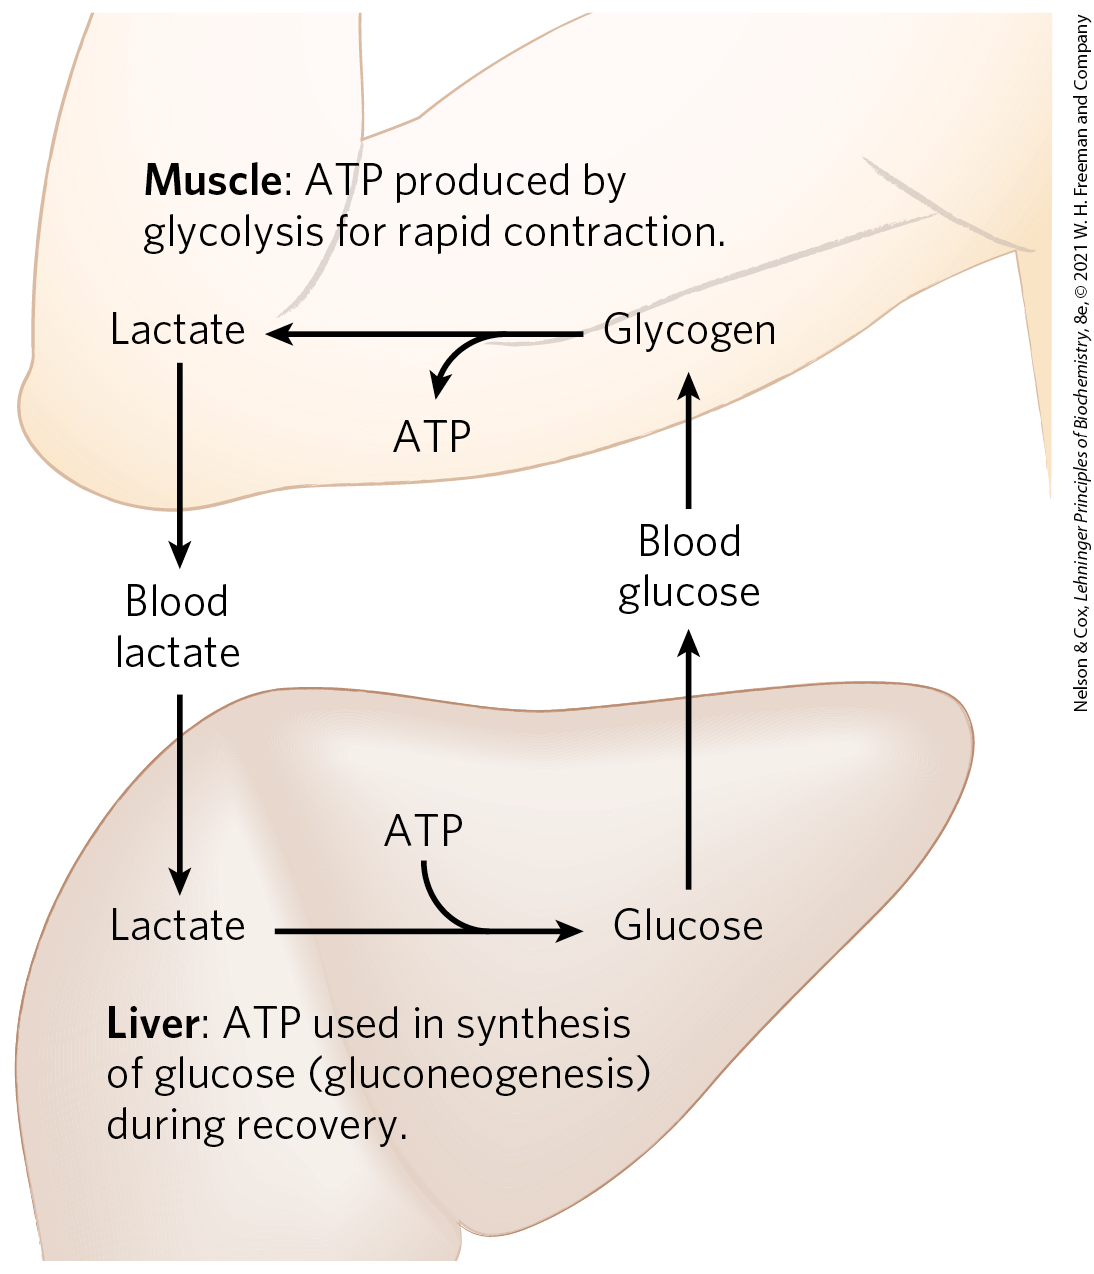 Muscle: ATP produced by
glycolysis for rapid contraction.
Lactate
Glycogen
ATP
Blood
glucose
Blood
lactate
ATP
Lactate
Glucose
Liver: ATP used in synthesis
of glucose (gluconeogenesis)
during recovery.
Nelson & Cox, Lehninger Principles of Biochemistry, 8e, © 2021 W. H. Freeman and Company